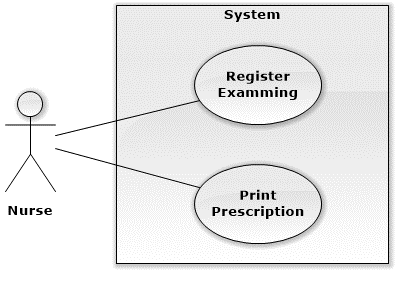 System
Register
Examming
Nurse
Print
Prescription